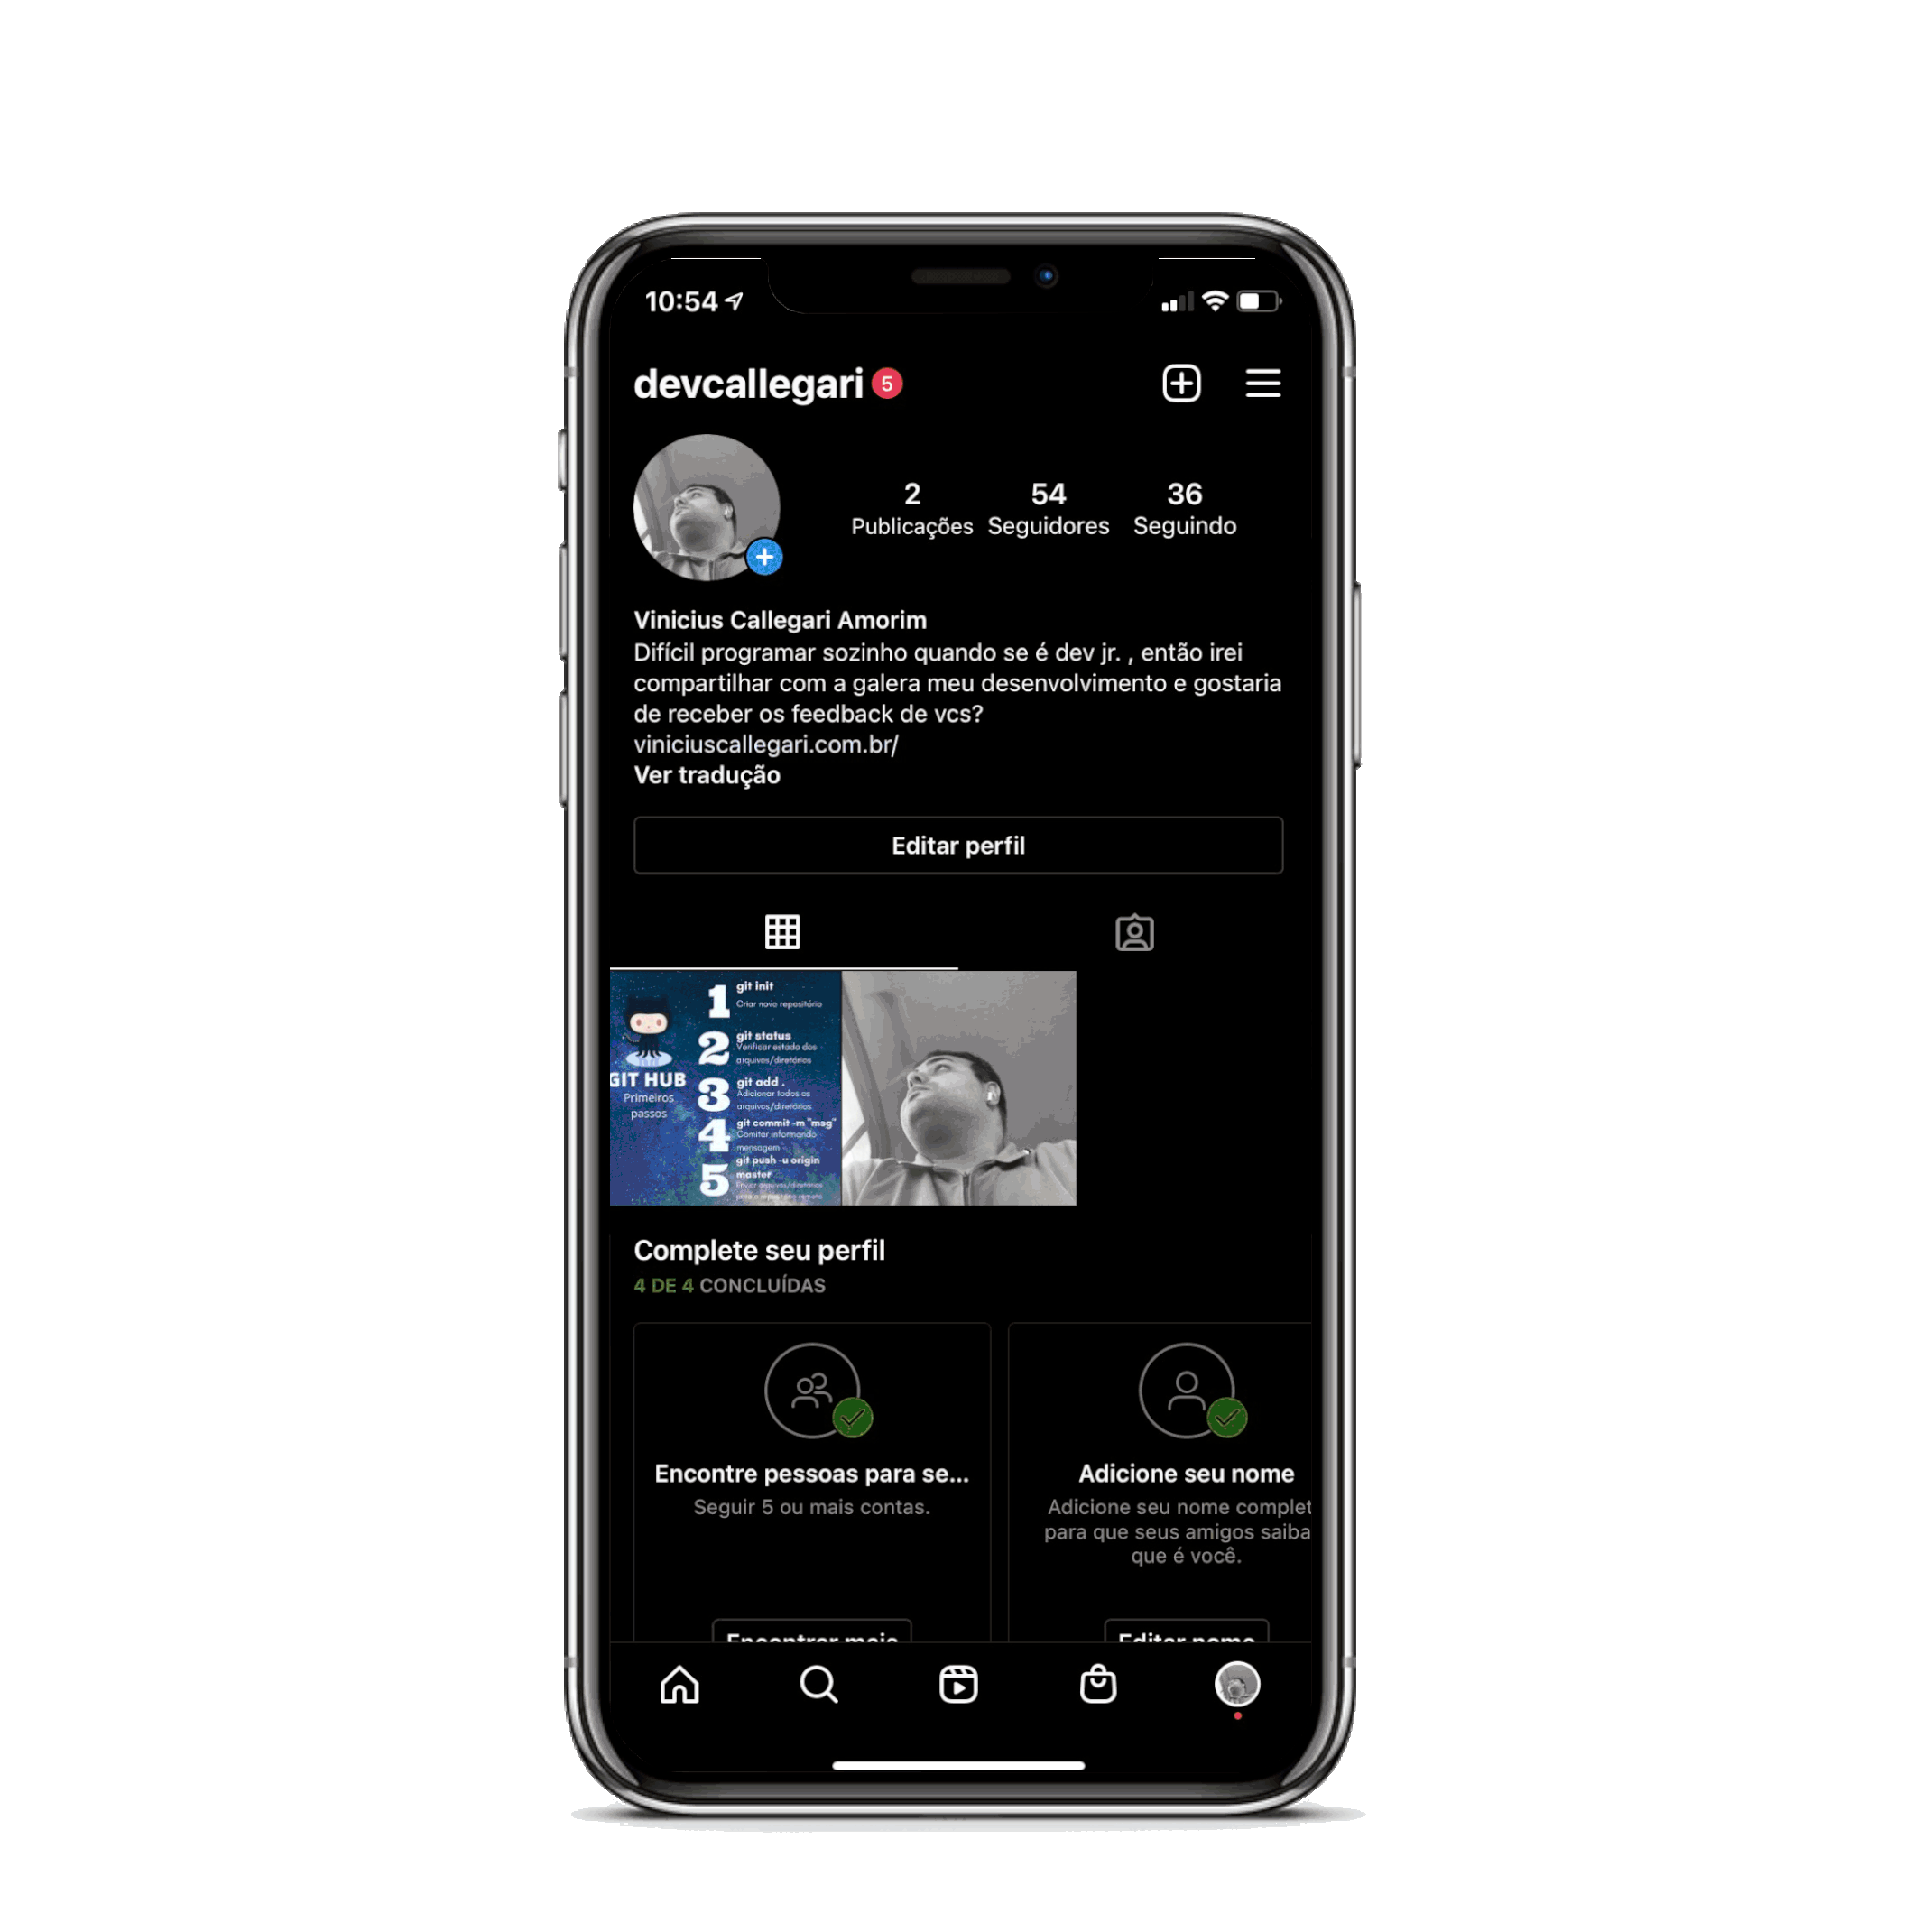 10:54
devcallegari 5
2 54 36
Publicações Seguidores Seguindo
Vinicius Callegari Amorim
Difícil programar sozinho quando se é dev jr. , então irei
compartilhar com a galera meu desenvolvimento e gostaria
de receber os feedback de vcs?
viniciuscallegari.com.br/
Ver tradução
Editar perfil
GIT HUB
Primeiros
passos
1 git init
Criar novo repositório
2 git status
Verificar estado dos
arquivos/diretórios
3 git add .
Adicionar todos os
arquivos/diretórios
4 git commit -m "msg"
Comitar informando
mensagem
5 git push -u origin
master
Complete seu perfil
4 DE 4 CONCLUÍDAS
Encontre pessoas para se...
Seguir 5 ou mais contas.
Encontrar mais
Adicione seu nome
Adicione seu nome complet
para que seus amigos saiba
que é você.
Editar nome